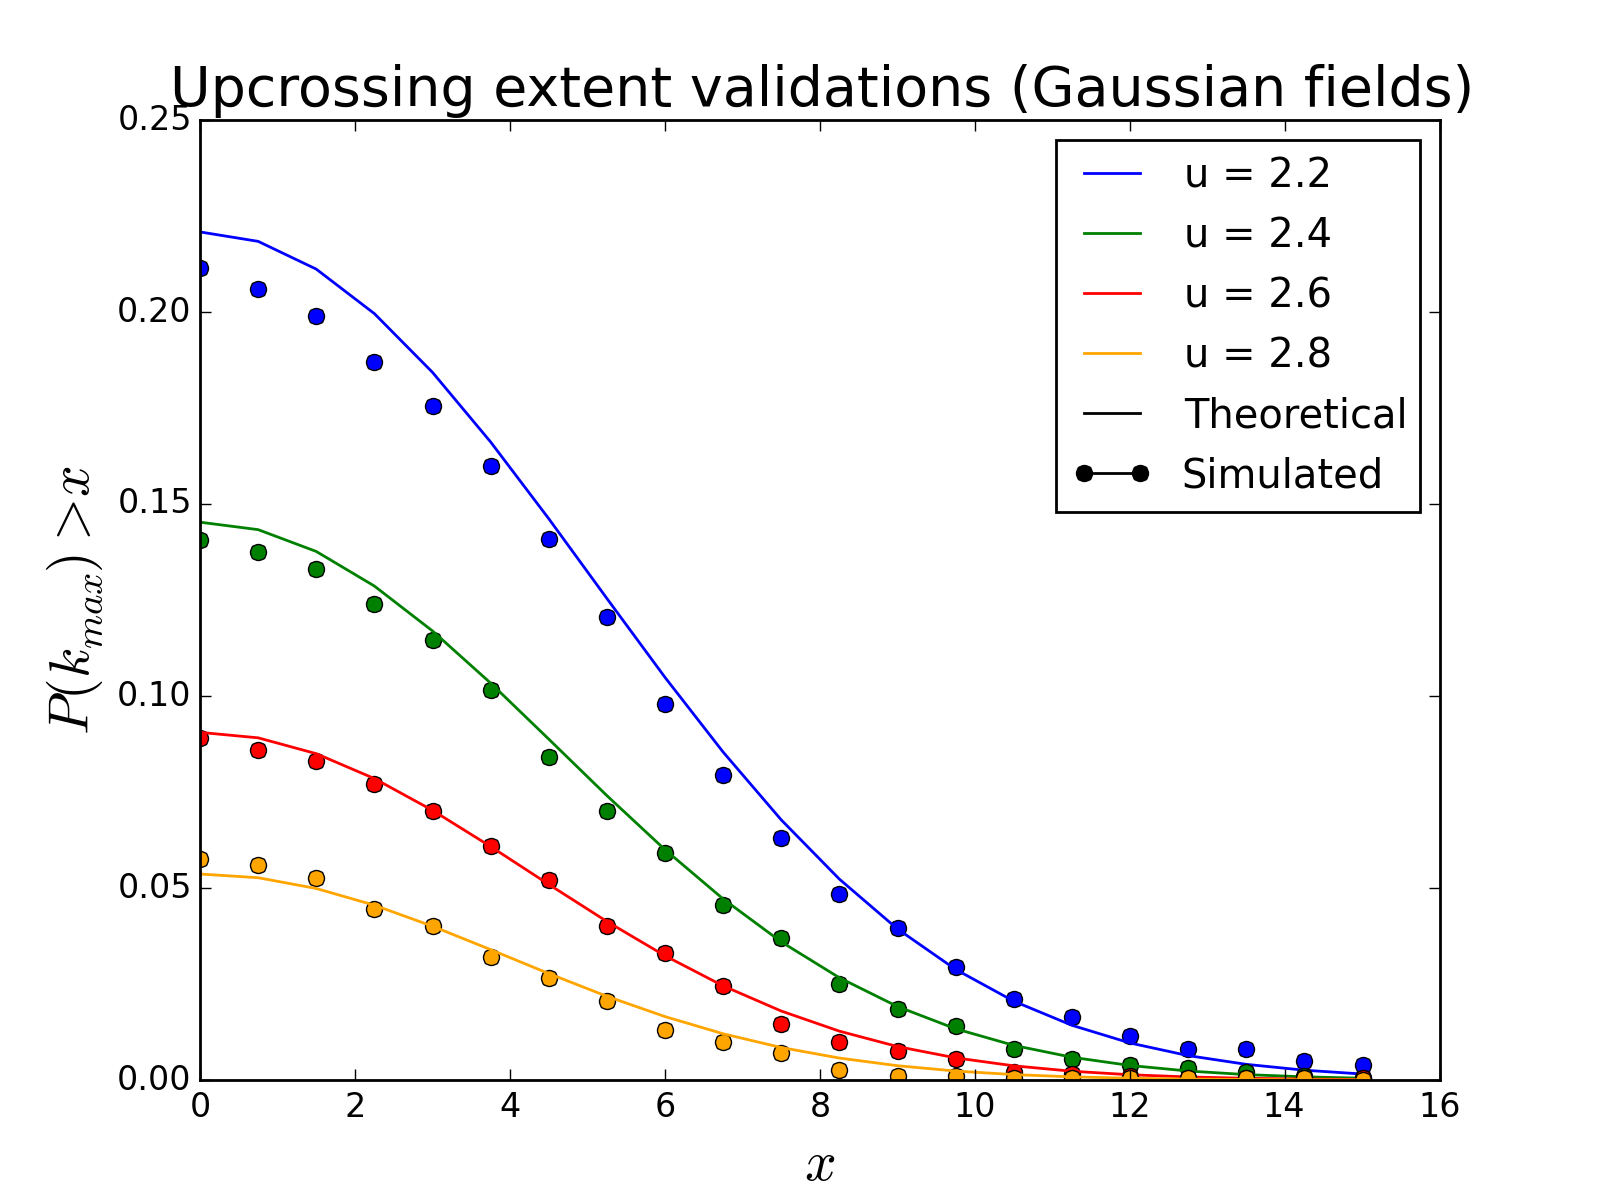 Upcrossing extent validations (Gaussian fields)
0.25
0.20
0.15
0.10
0.05
0.00
P(k_max) > x
u = 2.2
u = 2.4
u = 2.6
u = 2.8
Theoretical
Simulated
0 2 4 6 8 10 12 14 16
x